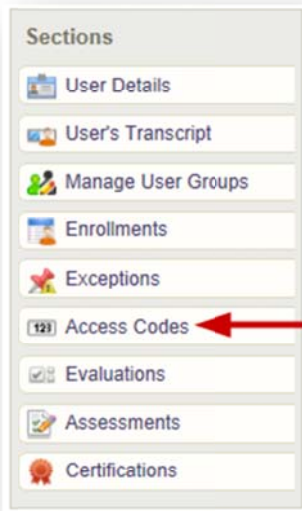 Sections
User Details
User's Transcript
Manage User Groups
Enrollments
Exceptions
123 Access Codes
Evaluations
Assessments
Certifications